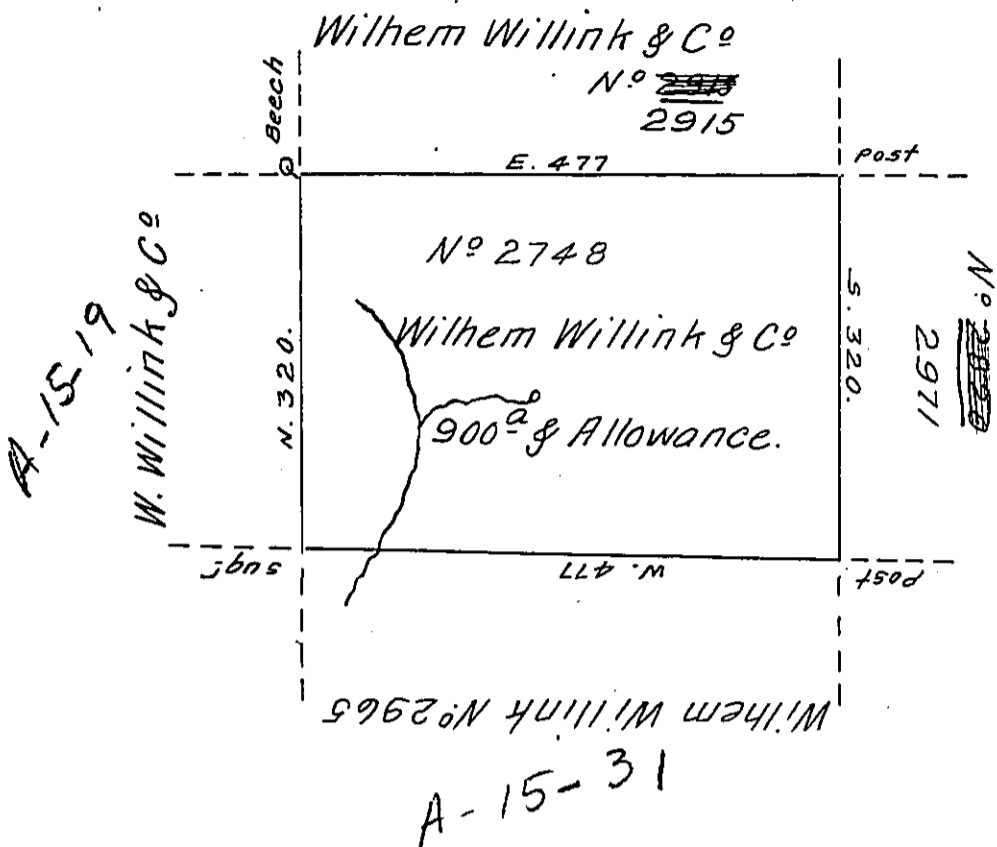 Wilhem Willink & Cº
Nº 2915
Beech
E. 477
Post
Nº 2748
Wilhem Willink & Cº
900ª & Allowance.
N. 320.
S. 320.
W. Willink & Cº
A-15-19
Nº
2971
Sugr
W. 477
Post
Wilhem Willink Nº 2965
A-15-31